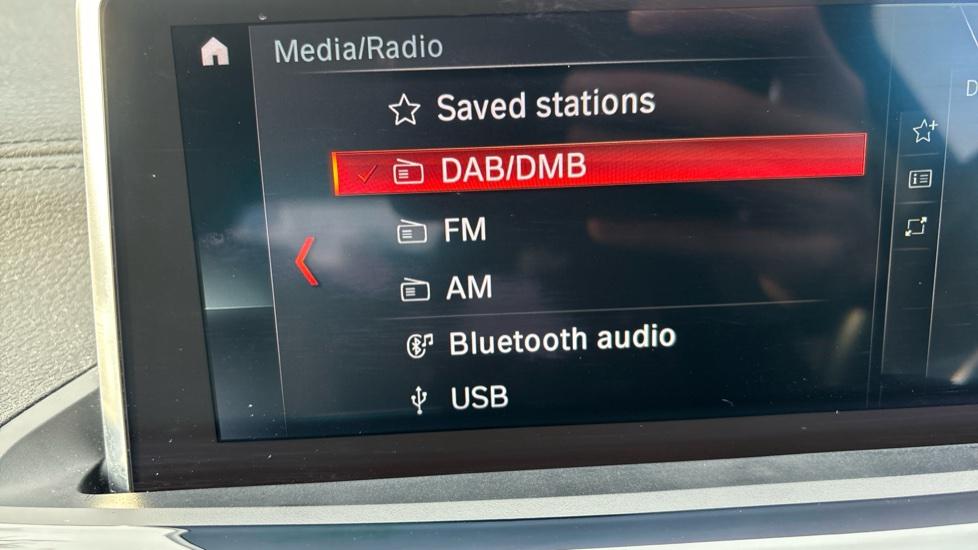 Media/Radio
Saved stations
DAB/DMB
FM
AM
Bluetooth audio
USB
D